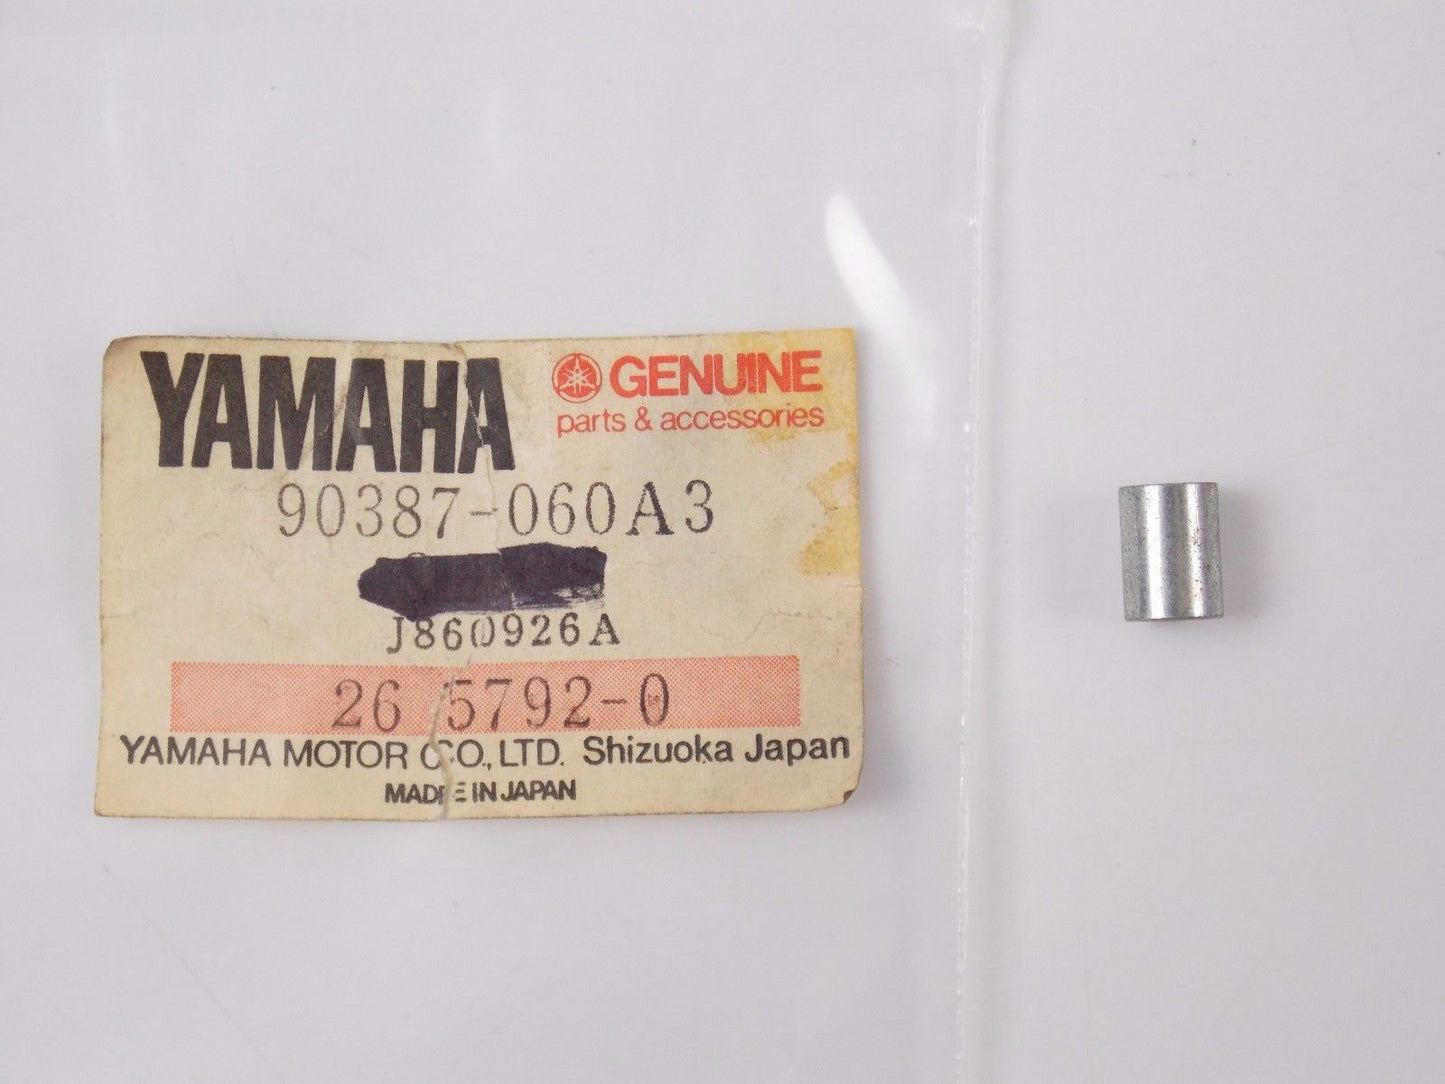 YAMAHA
GENUINE
parts & accessories
90387-060A3
J860926A
26 5792-0
YAMAHA MOTOR CO., LTD. Shizuoka Japan
MADE IN JAPAN